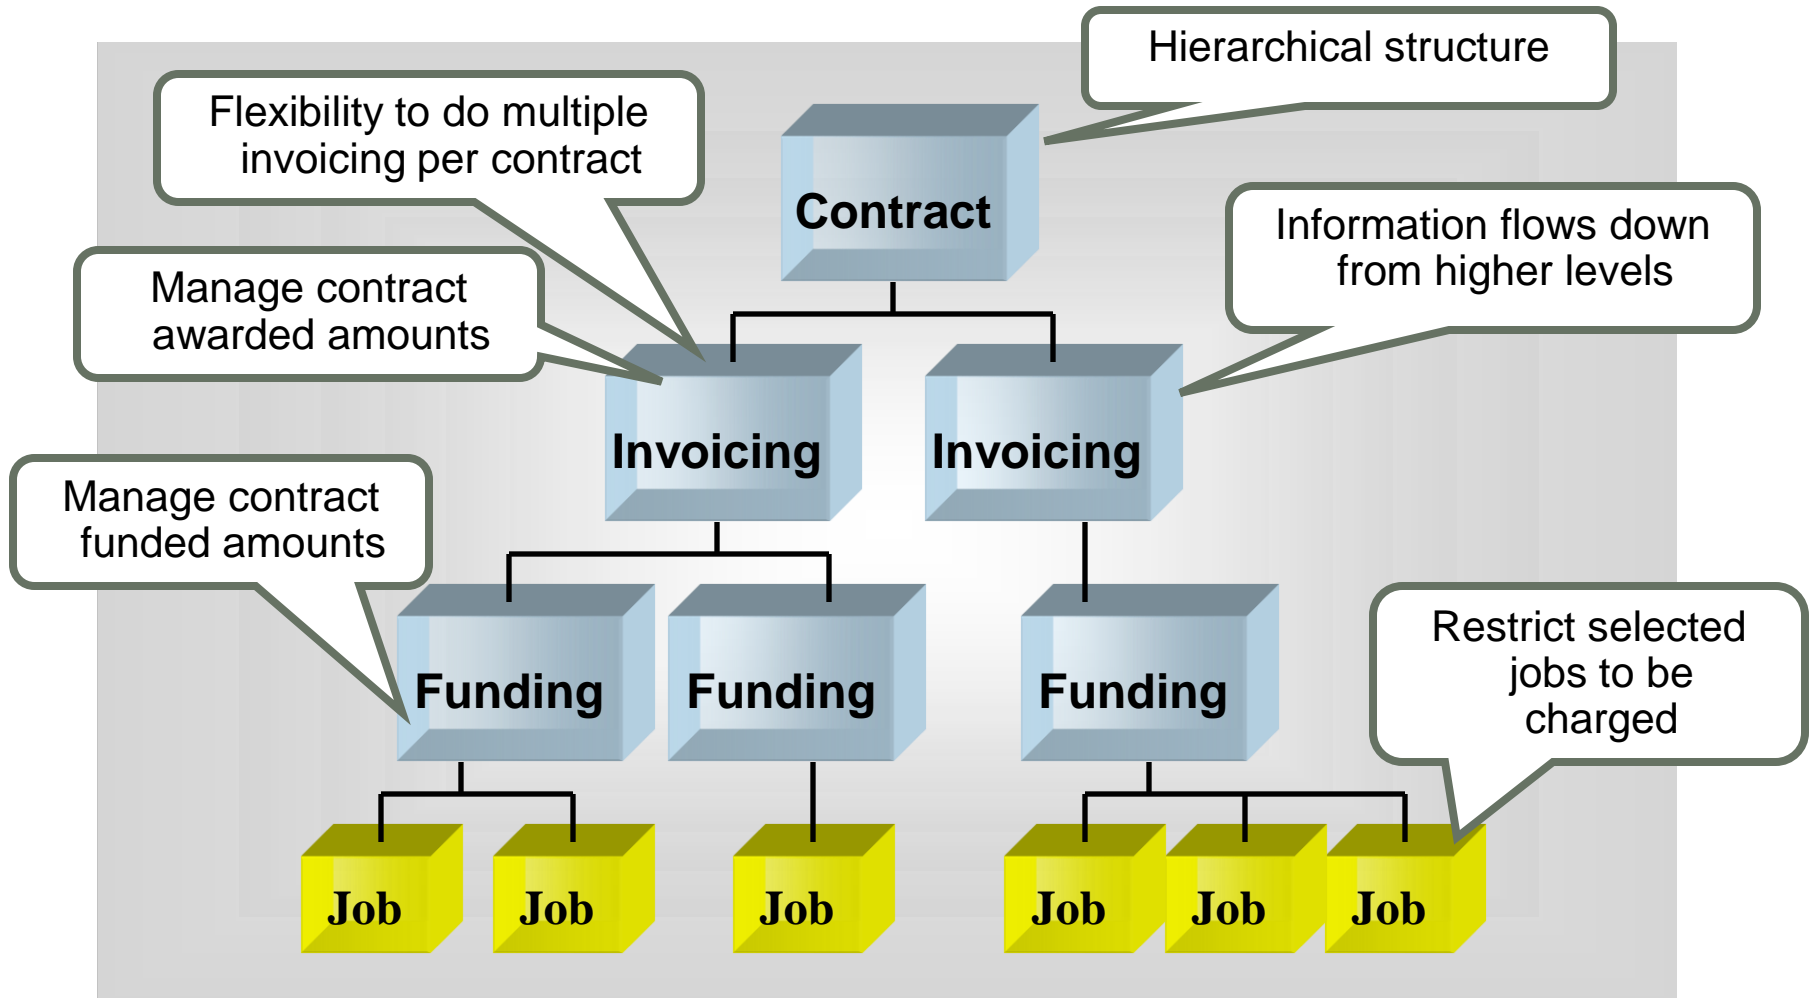 Hierarchical structure
Flexibility to do multiple
invoicing per contract
Contract
Information flows down
from higher levels
Manage contract
awarded amounts
Invoicing
Invoicing
Manage contract
funded amounts
Restrict selected
jobs to be
charged
Funding
Funding
Funding
Job
Job
Job
Job
Job
Job